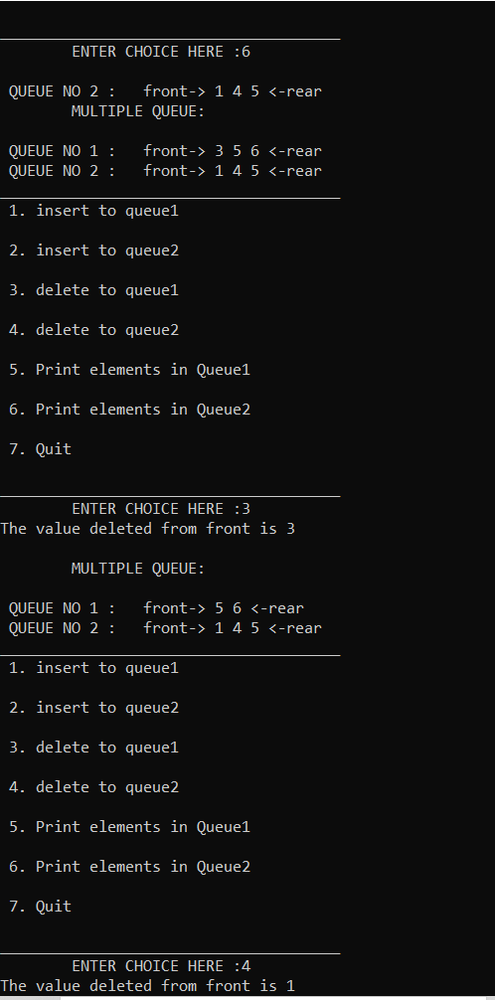 ENTER CHOICE HERE :6
QUEUE NO 2 :   front-> 1 4 5 <-rear
MULTIPLE QUEUE:
QUEUE NO 1 :   front-> 3 5 6 <-rear
QUEUE NO 2 :   front-> 1 4 5 <-rear
1. insert to queue1
2. insert to queue2
3. delete to queue1
4. delete to queue2
5. Print elements in Queue1
6. Print elements in Queue2
7. Quit
ENTER CHOICE HERE :3
The value deleted from front is 3
MULTIPLE QUEUE:
QUEUE NO 1 :   front-> 5 6 <-rear
QUEUE NO 2 :   front-> 1 4 5 <-rear
1. insert to queue1
2. insert to queue2
3. delete to queue1
4. delete to queue2
5. Print elements in Queue1
6. Print elements in Queue2
7. Quit
ENTER CHOICE HERE :4
The value deleted from front is 1